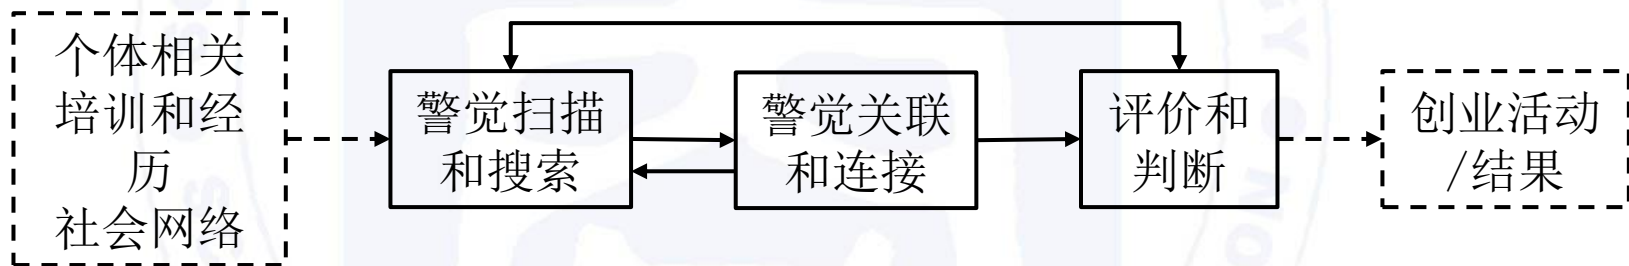 个体相关
培训和经
历
社会网络
警觉扫描
和搜索
警觉关联
和连接
评价和
判断
创业活动
/结果